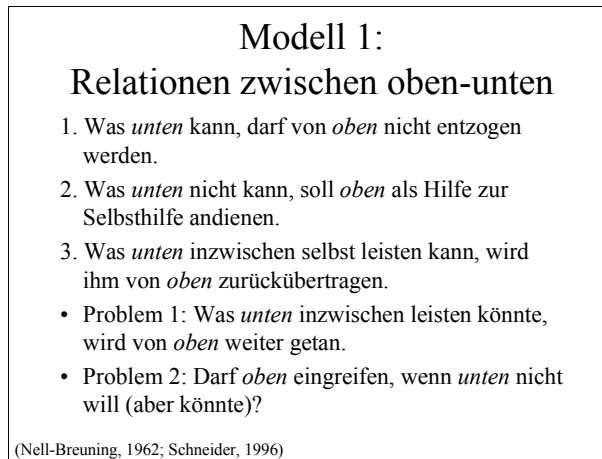 Modell 1:
Relationen zwischen oben-unten
1. Was unten kann, darf von oben nicht entzogen
werden.
2. Was unten nicht kann, soll oben als Hilfe zur
Selbsthilfe andienen.
3. Was unten inzwischen selbst leisten kann, wird
ihm von oben zurückübertragen.
• Problem 1: Was unten inzwischen leisten könnte,
wird von oben weiter getan.
• Problem 2: Darf oben eingreifen, wenn unten nicht
will (aber könnte)?
(Nell-Breuning, 1962; Schneider, 1996)